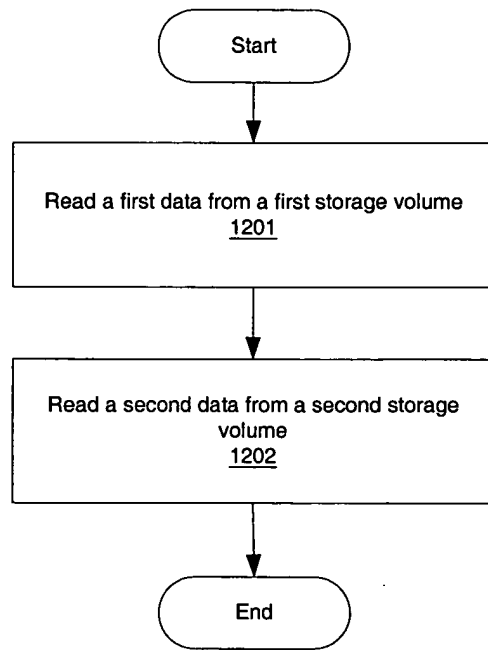 Start
Read a first data from a first storage volume
1201
Read a second data from a second storage
volume
1202
End